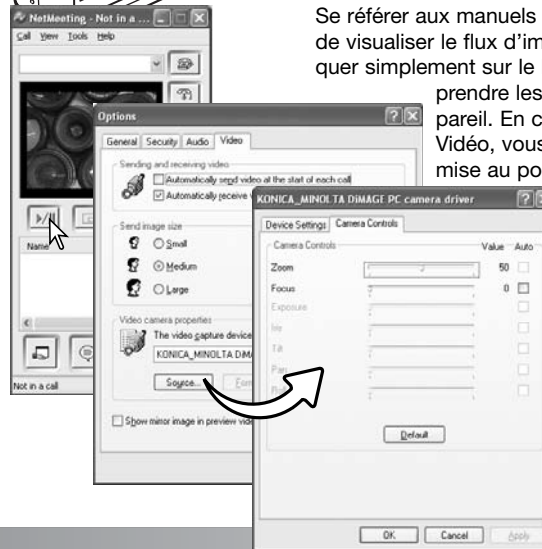 Se référer aux manuels
de visualiser le flux d'im
quer simplement sur le
prendre les
pareil. En c
Vidéo, vous
mise au po
NetMeeting - Not in a ...
Call View Tools Help
Name
Not in a call
Options
General Security Audio Video
Sending and receiving video
Automatically send video at the start of each call
Automatically receive
Send image size
Small
Medium
Large
Video camera properties
The video capture device
KONICA_MINOLTA DiMA
Source...
Show mirror image in preview vide
KONICA_MINOLTA DiMAGE PC camera driver
Device Settings Camera Controls
Camera Controls Value Auto
Zoom 50
Focus 0
Exposure
Iris
Tilt
Pan
Default
OK Cancel Apply